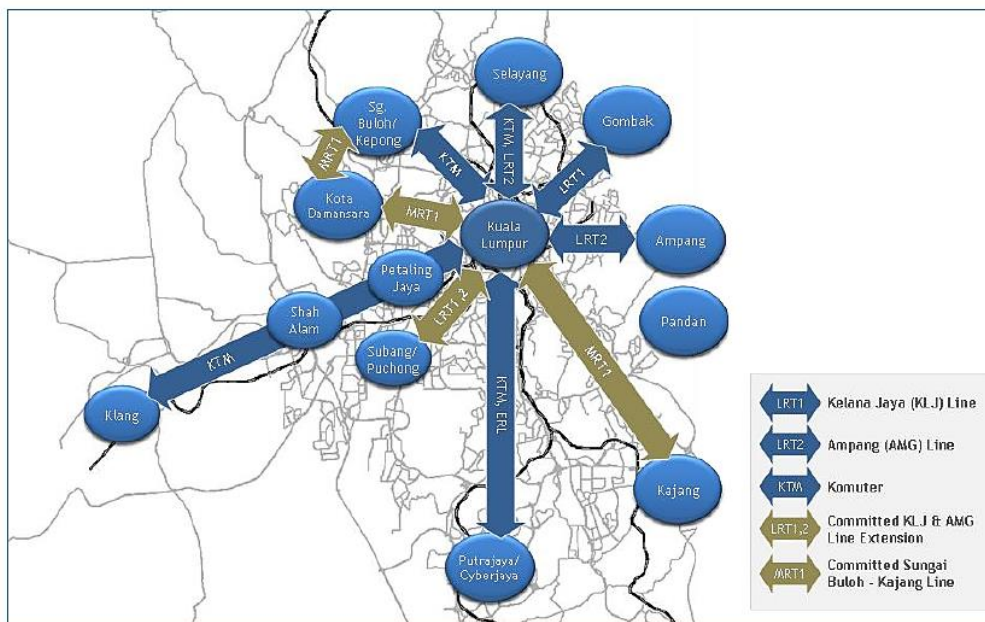 Selayang
Sg.
Buloh/
Kepong
Gombak
MRT1
KTM
KTM, LRT2
LRT1
Kota
Damansara
MRT1
Kuala
Lumpur
LRT2
Ampang
Petaling
Jaya
Shah
Alam
LRT1,2
Pandan
Subang/
Puchong
KTM
MRT1
KTM, ERL
Klang
Kajang
Putrajaya/
Cyberjaya
LRT1
Kelana Jaya (KLJ) Line
LRT2
Ampang (AMG) Line
KTM
Komuter
LRT1,2
Committed KLJ & AMG
Line Extension
MRT1
Committed Sungai
Buloh - Kajang Line